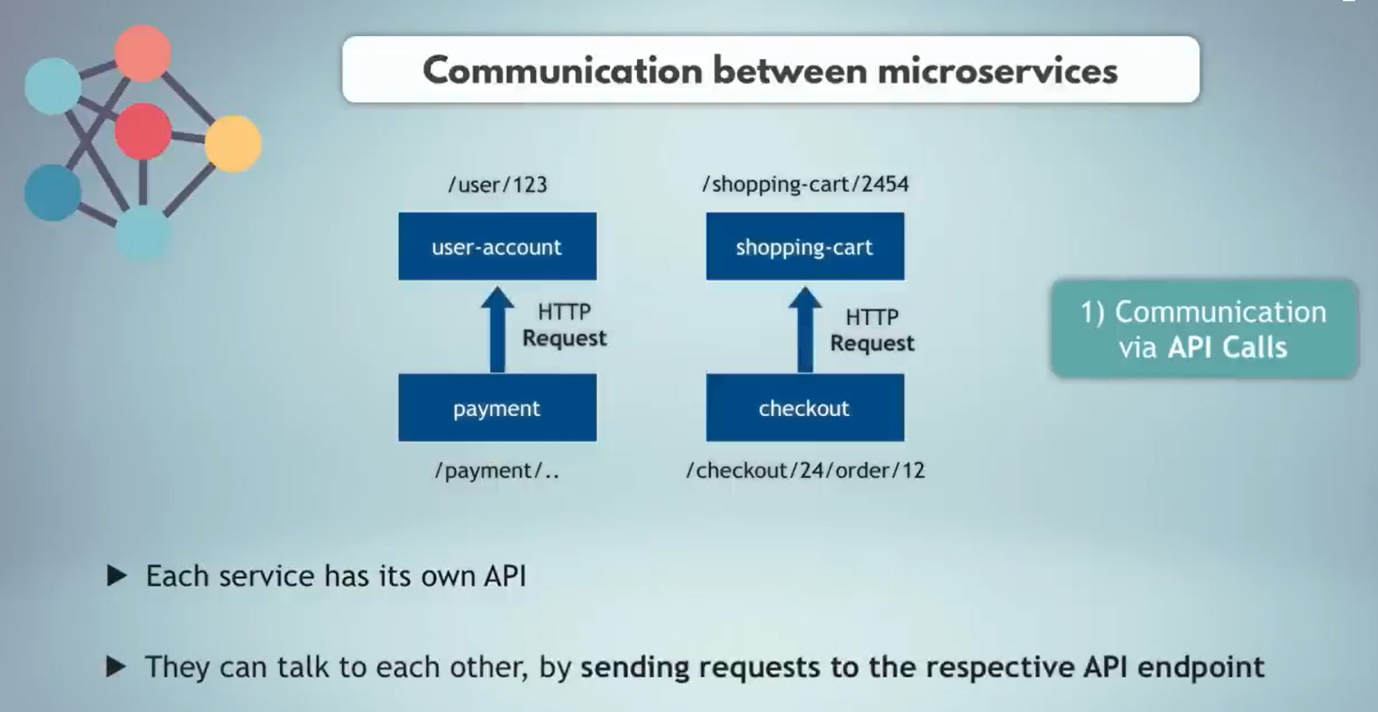 Communication between microservices
/user/123
/shopping-cart/2454
user-account
shopping-cart
HTTP
Request
HTTP
Request
1) Communication
via API Calls
payment
checkout
/payment/..
/checkout/24/order/12
▶ Each service has its own API
▶ They can talk to each other, by sending requests to the respective API endpoint